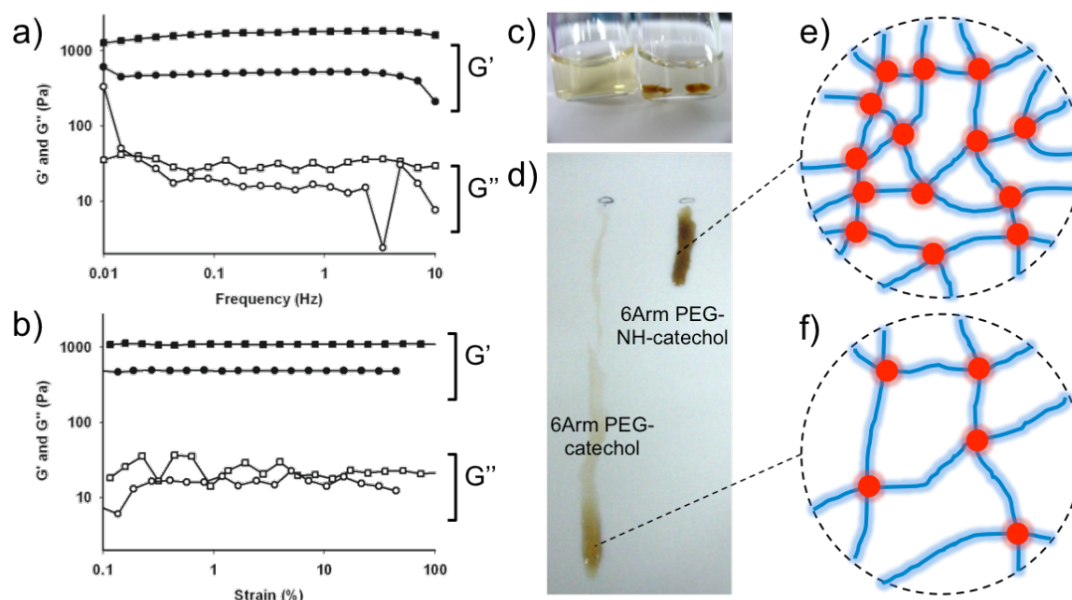 a)
G' and G'' (Pa)
1000
100
10
0.01
0.1
1
10
Frequency (Hz)
G'
G''
b)
G' and G'' (Pa)
1000
100
10
0.1
1
10
100
Strain (%)
G'
G''
c)
d)
6Arm PEG-
NH-catechol
6Arm PEG-
catechol
e)
f)